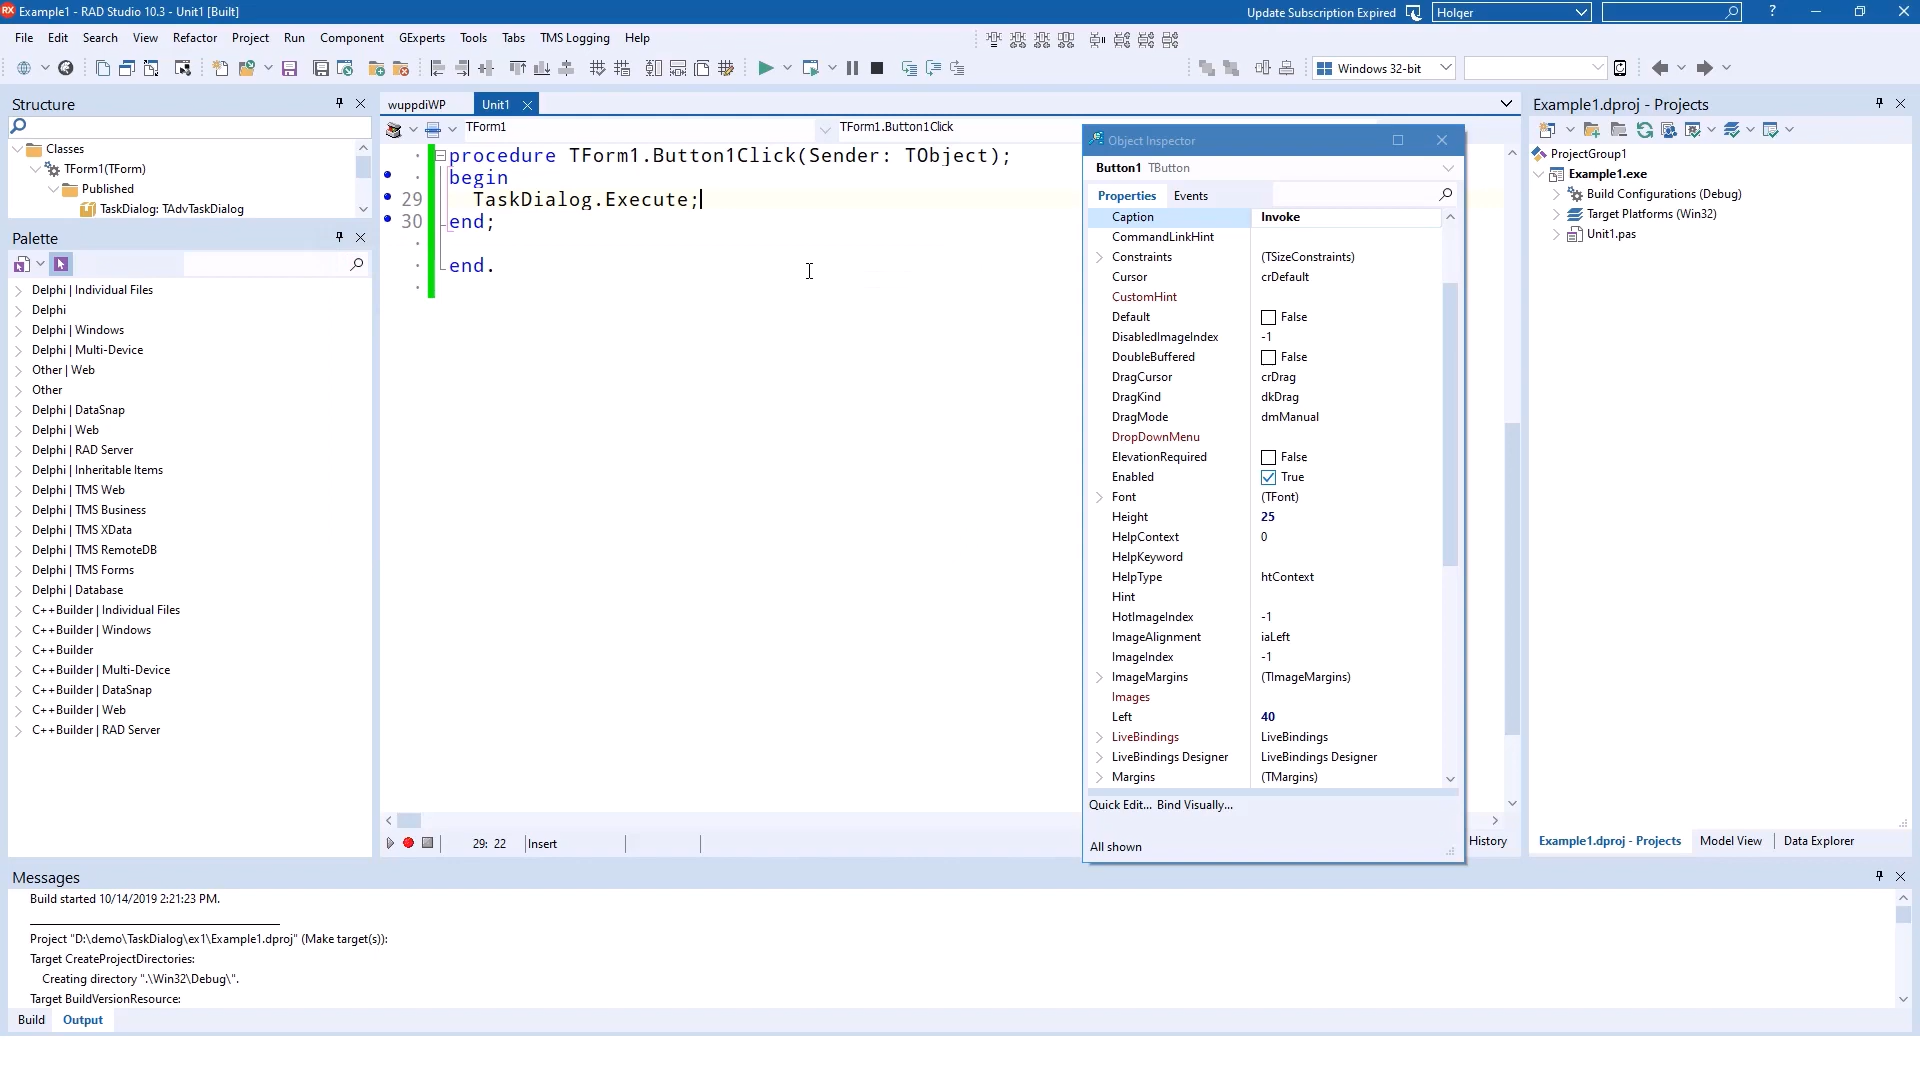 Example1 - RAD Studio 10.3 - Unit1 [Built]
Update Subscription Expired
Holger
File Edit Search View Refactor Project Run Component GExperts Tools Tabs TMS Logging Help
Windows 32-bit
Structure
Classes
TForm1(TForm)
Published
TaskDialog: TAdvTaskDialog
Palette
Delphi | Individual Files
Delphi
Delphi | Windows
Delphi | Multi-Device
Other | Web
Other
Delphi | DataSnap
Delphi | Web
Delphi | RAD Server
Delphi | Inheritable Items
Delphi | TMS Web
Delphi | TMS Business
Delphi | TMS XData
Delphi | TMS RemoteDB
Delphi | TMS Forms
Delphi | Database
C++Builder | Individual Files
C++Builder | Windows
C++Builder
C++Builder | Multi-Device
C++Builder | DataSnap
C++Builder | Web
C++Builder | RAD Server
wuppdiWP Unit1
TForm1 TForm1.Button1Click
procedure TForm1.Button1Click(Sender: TObject);
begin
29 TaskDialog.Execute;
30 end;
end.
29: 22 Insert
History
Object Inspector
Button1 TButton
Properties Events
Caption Invoke
CommandLinkHint
Constraints (TSizeConstraints)
Cursor crDefault
CustomHint
Default False
DisabledImageIndex -1
DoubleBuffered False
DragCursor crDrag
DragKind dkDrag
DragMode dmManual
DropDownMenu
ElevationRequired False
Enabled True
Font (TFont)
Height 25
HelpContext 0
HelpKeyword
HelpType htContext
Hint
HotImageIndex -1
ImageAlignment iaLeft
ImageIndex -1
ImageMargins (TImageMargins)
Images
Left 40
LiveBindings LiveBindings
LiveBindings Designer LiveBindings Designer
Margins (TMargins)
Quick Edit... Bind Visually...
All shown
Example1.dproj - Projects
ProjectGroup1
Example1.exe
Build Configurations (Debug)
Target Platforms (Win32)
Unit1.pas
Example1.dproj - Projects Model View Data Explorer
Messages
Build started 10/14/2019 2:21:23 PM.
Project "D:\demo\TaskDialog\ex1\Example1.dproj" (Make target(s)):
Target CreateProjectDirectories:
Creating directory ".\Win32\Debug\".
Target BuildVersionResource:
Build Output